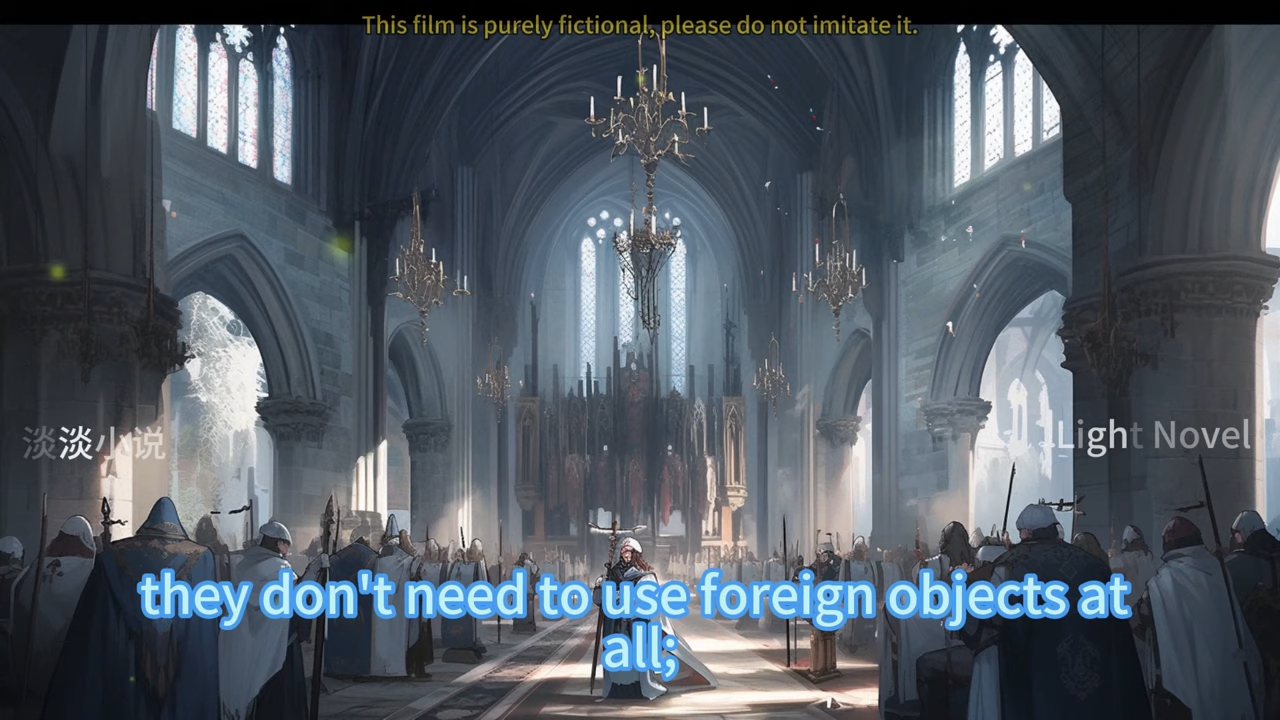 This film is purely fictional, please do not imitate it.
淡淡小说
Light Novel
they don't need to use foreign objects at
all;